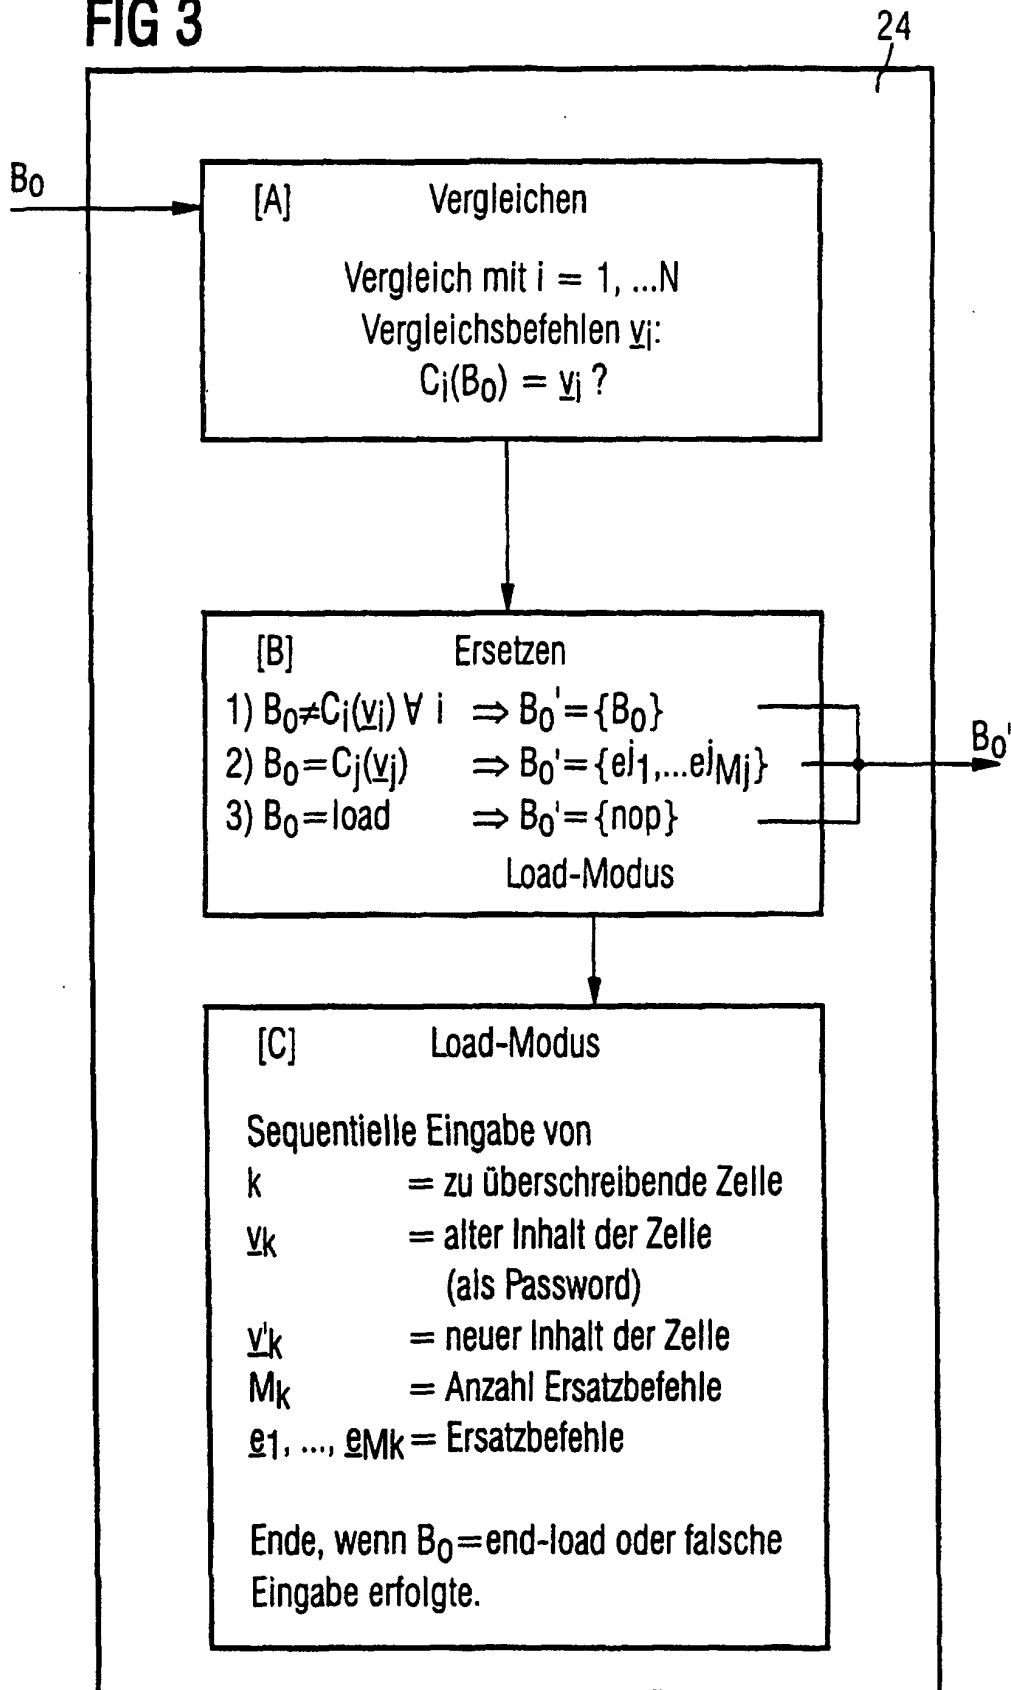 FIG 3
24
B0
[A] Vergleichen
Vergleich mit i = 1, ...N
Vergleichsbefehlen vi:
Ci(B0) = vi ?
[B] Ersetzen
1) B0≠Ci(vi) ∀ i ⇒ B0'={B0}
2) B0=Cj(vj) ⇒ B0'={ej1,...ejMj}
3) B0=load ⇒ B0'={nop}
Load-Modus
B0'
[C] Load-Modus
Sequentielle Eingabe von
k = zu überschreibende Zelle
vk = alter Inhalt der Zelle
(als Password)
v'k = neuer Inhalt der Zelle
Mk = Anzahl Ersatzbefehle
e1, ..., eMk = Ersatzbefehle
Ende, wenn B0=end-load oder falsche
Eingabe erfolgte.